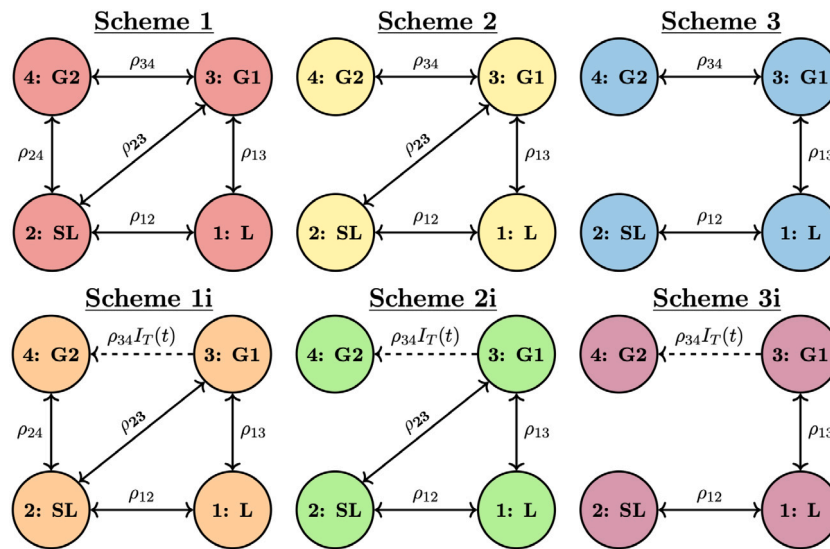 Scheme 1
4: G2
ρ34
3: G1
ρ24
ρ23
ρ13
2: SL
ρ12
1: L
Scheme 2
4: G2
ρ34
3: G1
ρ23
ρ13
2: SL
ρ12
1: L
Scheme 3
4: G2
ρ34
3: G1
ρ13
2: SL
ρ12
1: L
Scheme 1i
4: G2
ρ34IT(t)
3: G1
ρ24
ρ23
ρ13
2: SL
ρ12
1: L
Scheme 2i
4: G2
ρ34IT(t)
3: G1
ρ23
ρ13
2: SL
ρ12
1: L
Scheme 3i
4: G2
ρ34IT(t)
3: G1
ρ13
2: SL
ρ12
1: L